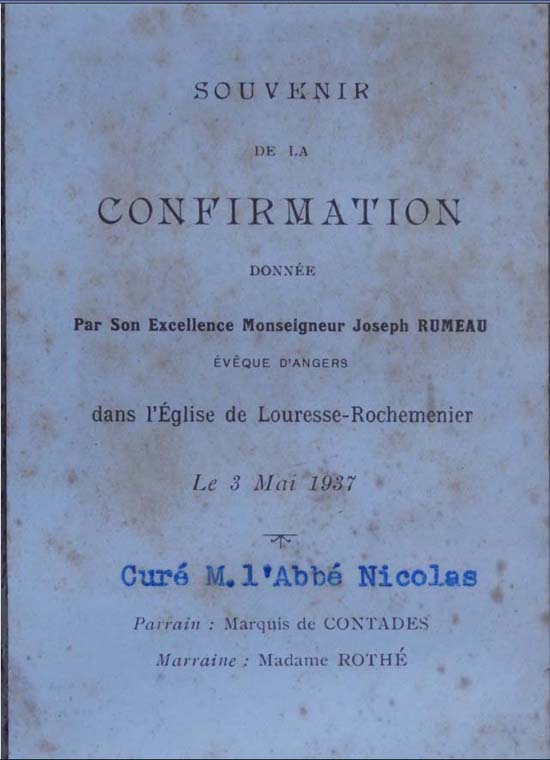 SOUVENIR
DE LA
CONFIRMATION
DONNÉE
Par Son Excellence Monseigneur Joseph RUMEAU
ÉVÊQUE D'ANGERS
dans l'Église de Louresse-Rochemenier
Le 3 Mai 1937
Curé M.l'Abbé Nicolas
Parrain : Marquis de CONTADES
Marraine : Madame ROTHÉ